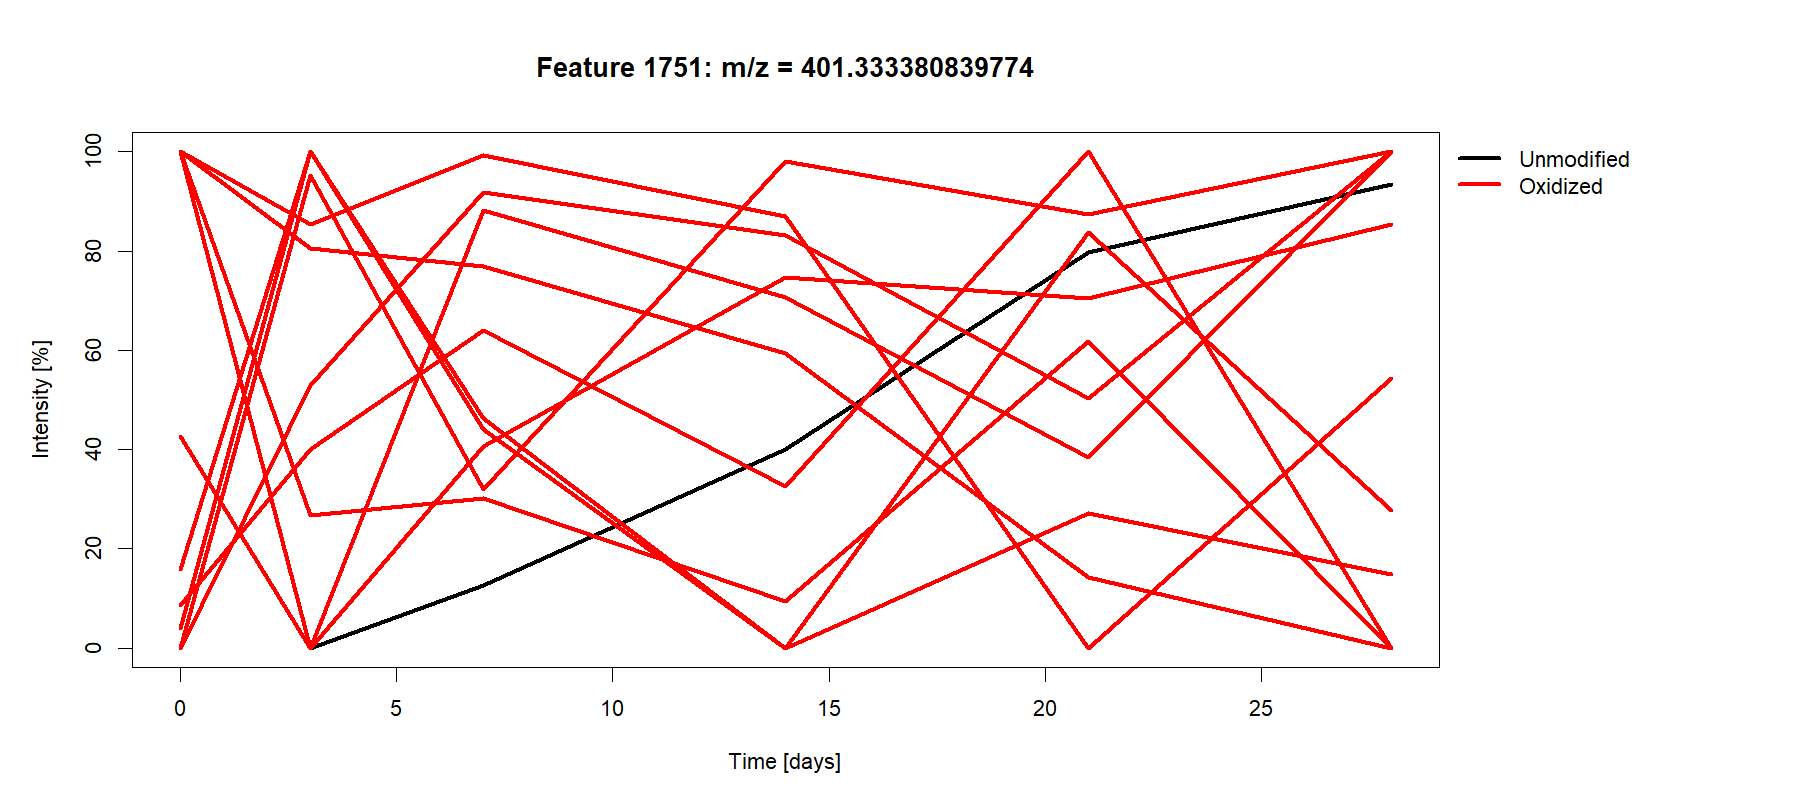 Feature 1751: m/z = 401.333380839774
Unmodified
Oxidized
Intensity [%]
100
80
60
40
20
0
0 5 10 15 20 25
Time [days]